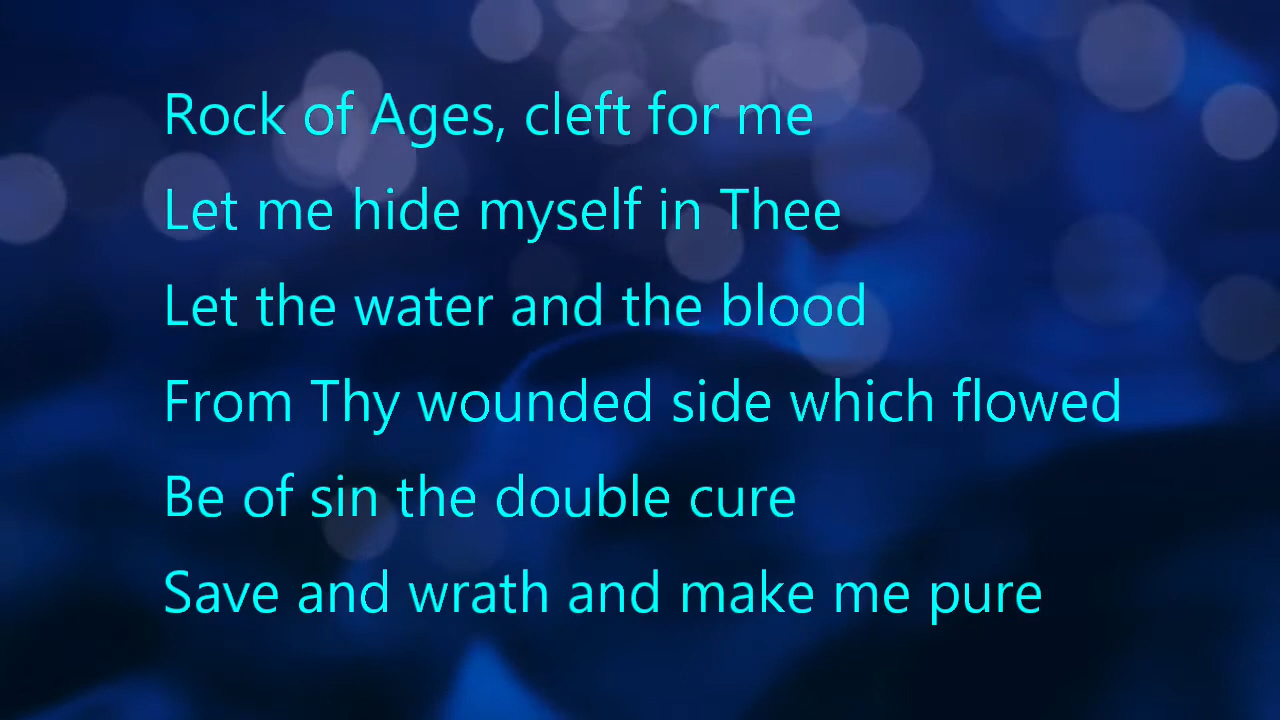 Rock of Ages, cleft for me
Let me hide myself in Thee
Let the water and the blood
From Thy wounded side which flowed
Be of sin the double cure
Save and wrath and make me pure